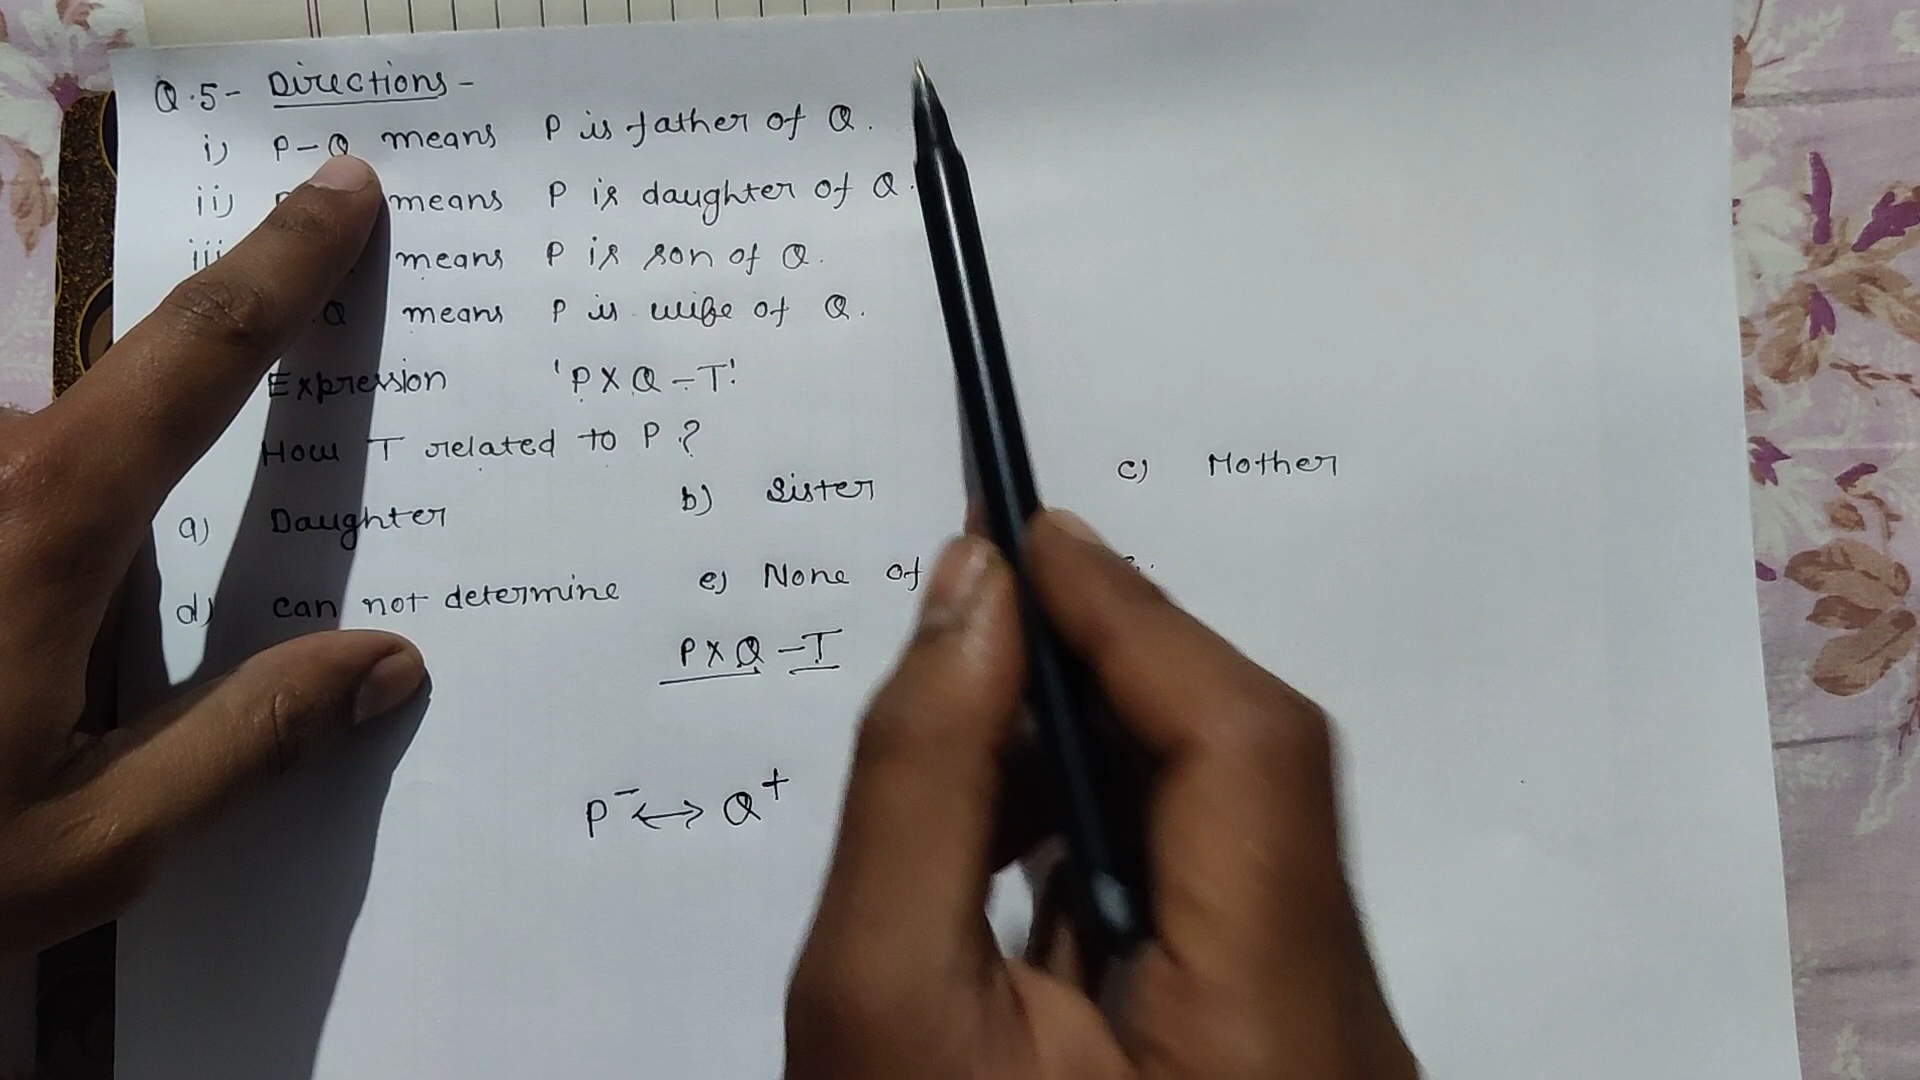 Q.5- Directions -
i) P-Q means P is father of Q.
ii) means P is daughter of Q.
iii means P is son of Q.
Q means P is wife of Q.
Expression 'P X Q - T'.
How T related to P ?
a) Daughter b) Sister c) Mother
d) can not determine e) None of
P X Q - T
P⁻ ↔ Q⁺